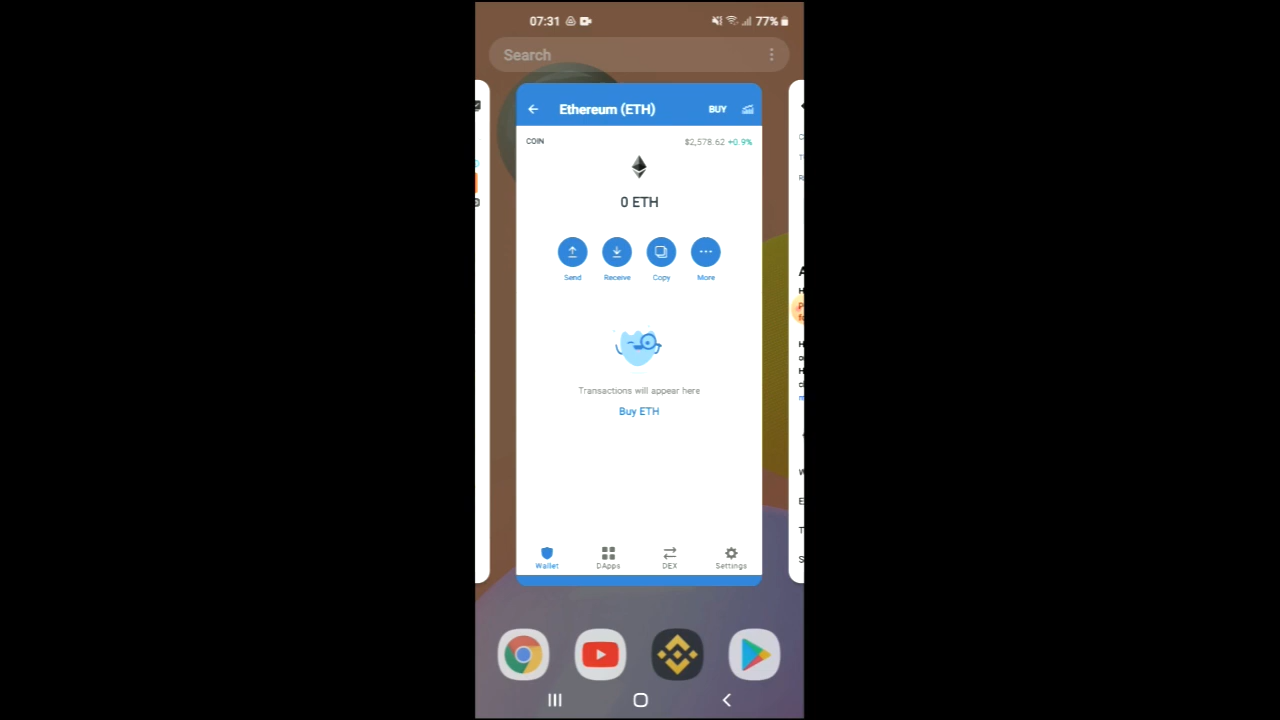 07:31
77%
Search
Ethereum (ETH)
BUY
COIN
$2,578.62 +0.9%
0 ETH
Send
Receive
Copy
More
Transactions will appear here
Buy ETH
Wallet
DApps
DEX
Settings